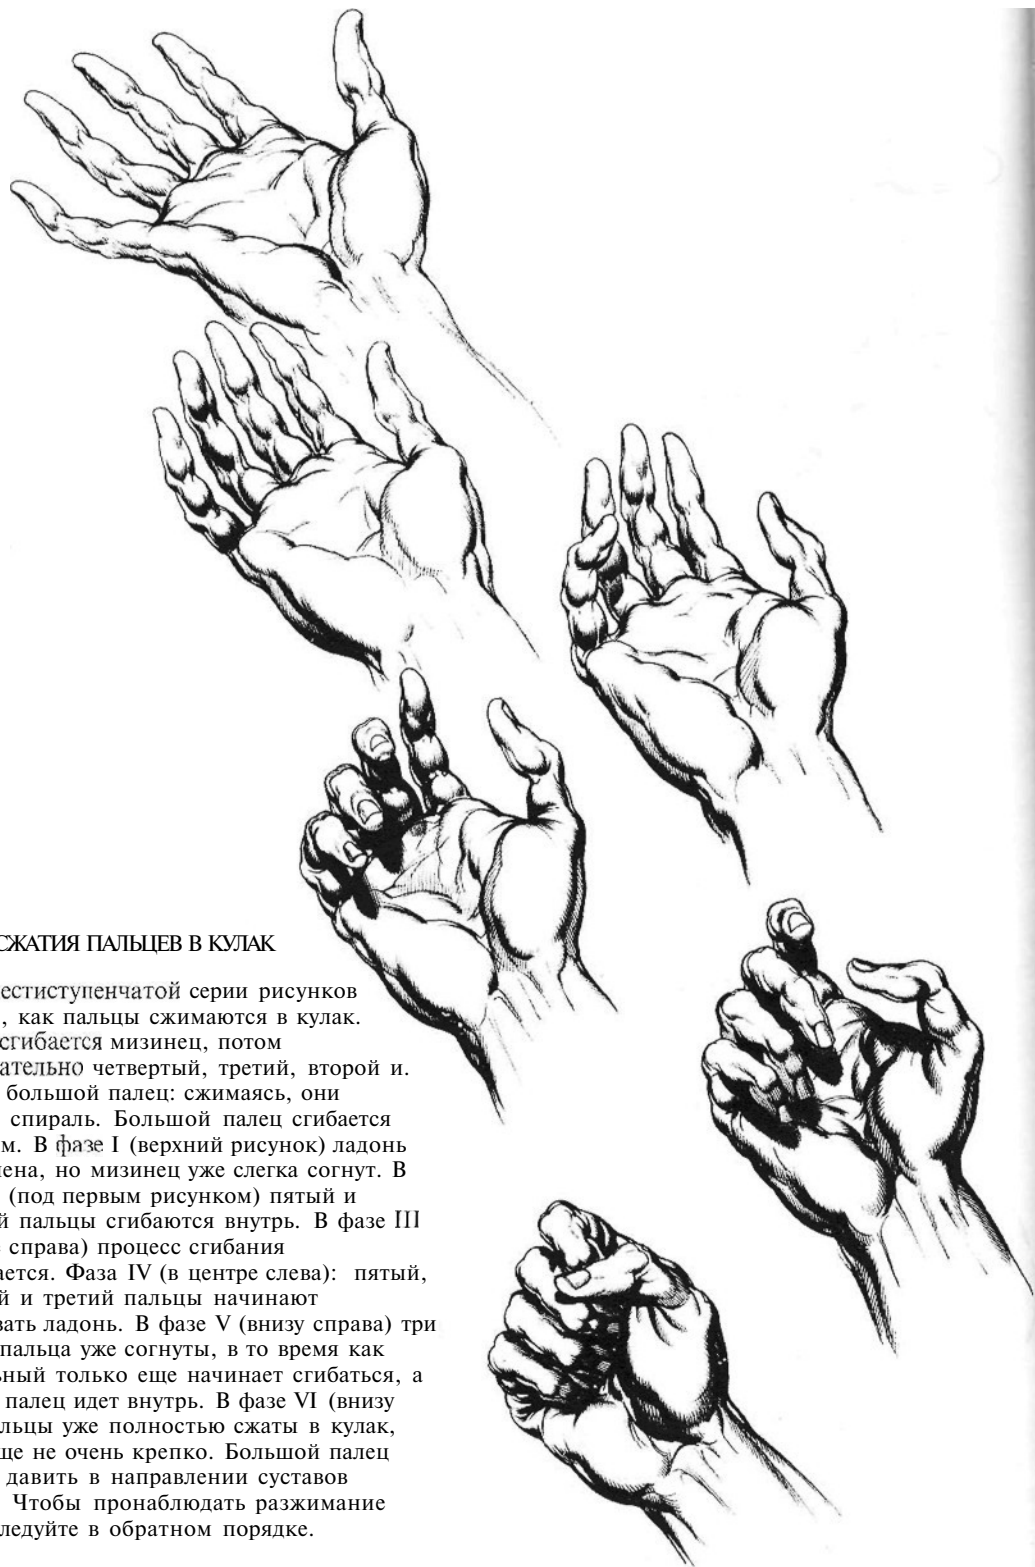 СЖАТИЯ ПАЛЬЦЕВ В КУЛАК
естиступенчатой серии рисунков
, как пальцы сжимаются в кулак.
сгибается мизинец, потом
ательно четвертый, третий, второй и.
большой палец: сжимаясь, они
спираль. Большой палец сгибается
м. В фазе I (верхний рисунок) ладонь
ена, но мизинец уже слегка согнут. В
(под первым рисунком) пятый и
й пальцы сгибаются внутрь. В фазе III
справа) процесс сгибания
ается. Фаза IV (в центре слева): пятый,
й и третий пальцы начинают
вать ладонь. В фазе V (внизу справа) три
пальца уже согнуты, в то время как
ьный только еще начинает сгибаться, а
палец идет внутрь. В фазе VI (внизу
льцы уже полностью сжаты в кулак,
ще не очень крепко. Большой палец
давить в направлении суставов
Чтобы пронаблюдать разжимание
ледуйте в обратном порядке.